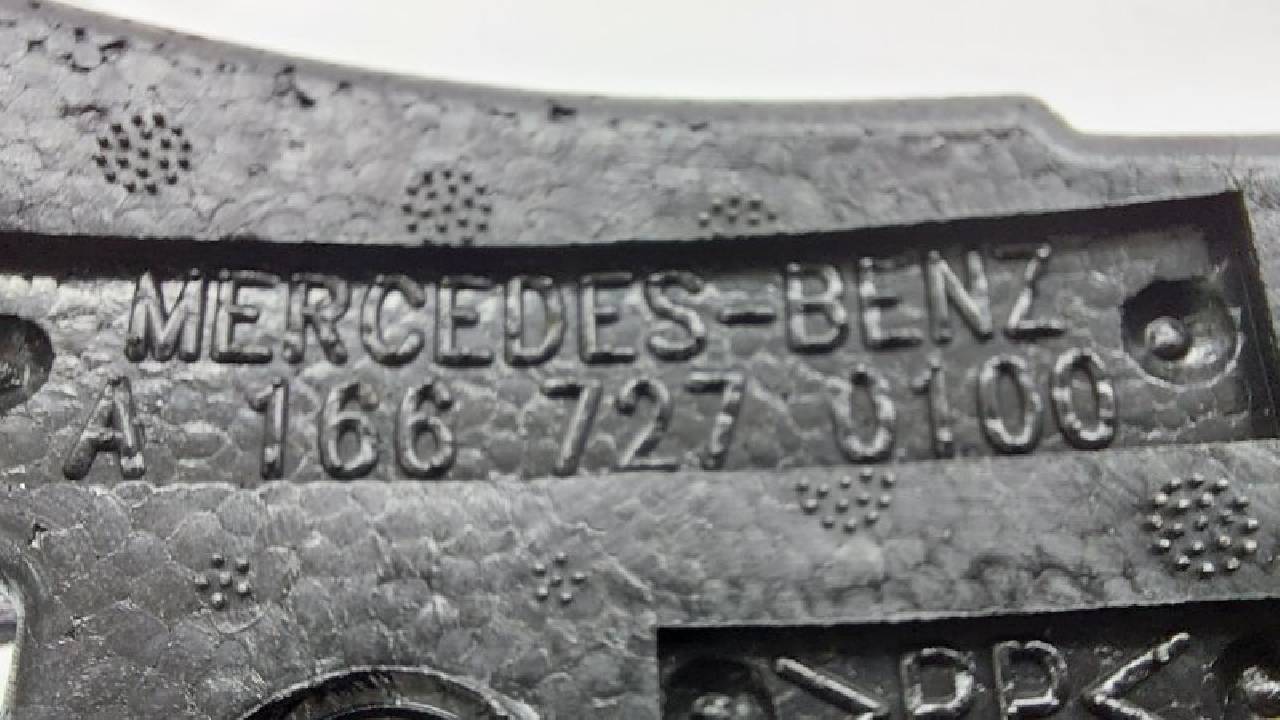 MERCEDES-BENZ
A 166 727 0100
>PP<